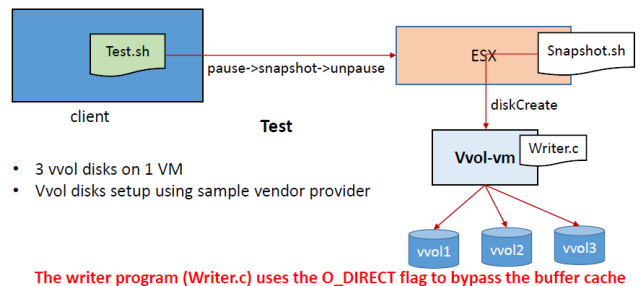 Test.sh
client
pause->snapshot->unpause
ESX
Snapshot.sh
diskCreate
Test
Vvol-vm
Writer.c
• 3 vvol disks on 1 VM
• Vvol disks setup using sample vendor provider
vvol1
vvol2
vvol3
The writer program (Writer.c) uses the O_DIRECT flag to bypass the buffer cache